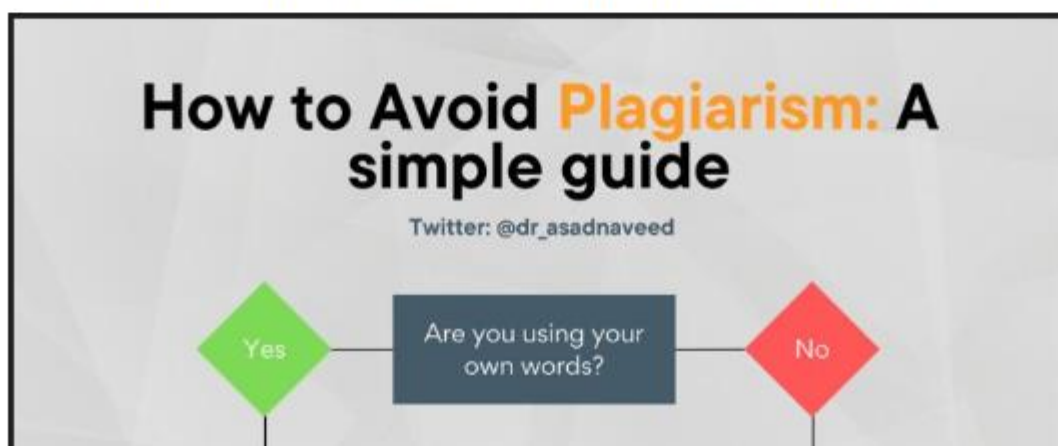 How to Avoid Plagiarism: A
simple guide
Twitter: @dr_asadnaveed
Yes
Are you using your
own words?
No